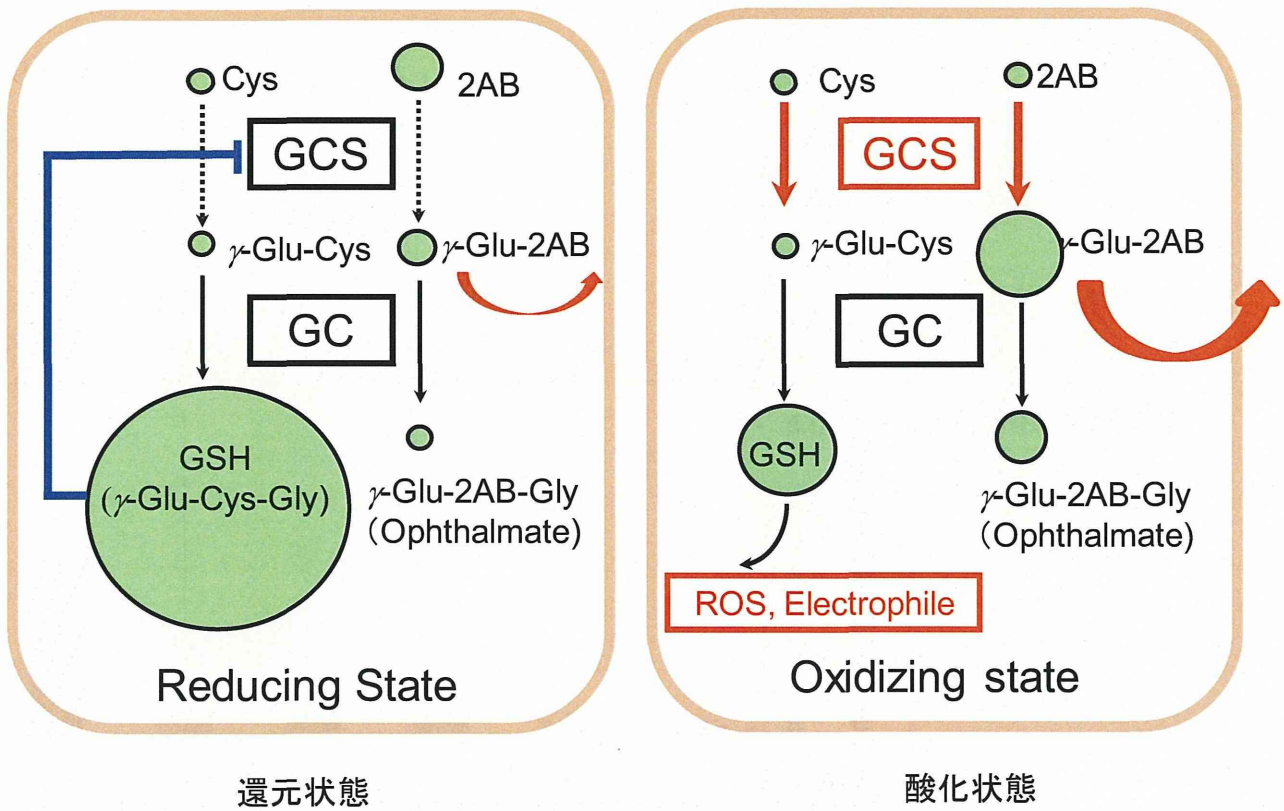 Cys
2AB
GCS
γ-Glu-Cys
γ-Glu-2AB
GC
GSH
(γ-Glu-Cys-Gly)
γ-Glu-2AB-Gly
(Ophthalmate)
Reducing State
還元状態
Cys
2AB
GCS
γ-Glu-Cys
γ-Glu-2AB
GC
GSH
γ-Glu-2AB-Gly
(Ophthalmate)
ROS, Electrophile
Oxidizing state
酸化状態